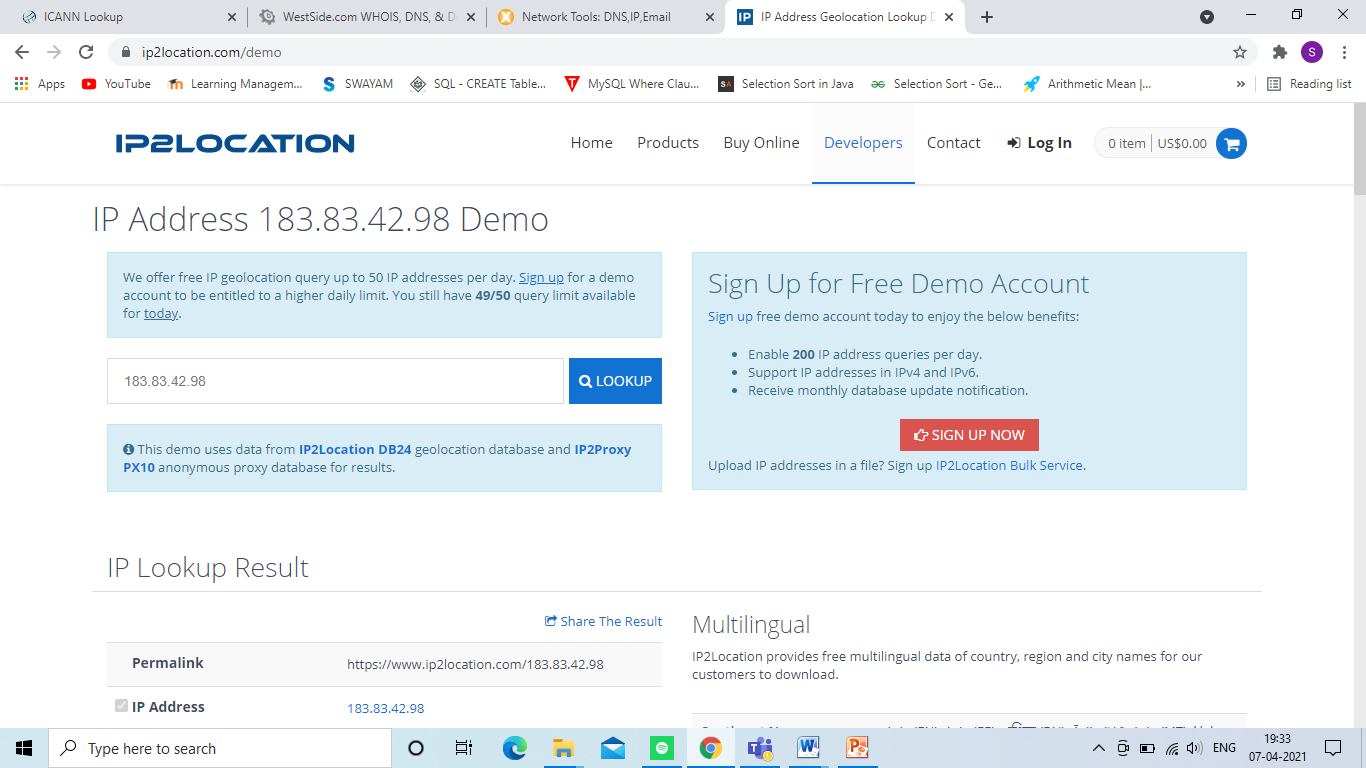 ICANN Lookup
WestSide.com WHOIS, DNS, & D
Network Tools: DNS,IP,Email
IP
IP Address Geolocation Lookup D
ip2location.com/demo
S
Apps
YouTube
Learning Managem...
SWAYAM
SQL - CREATE Table...
MySQL Where Clau...
Selection Sort in Java
Selection Sort - Ge...
Arithmetic Mean |...
»
Reading list
IP2LOCATION
Home
Products
Buy Online
Developers
Contact
Log In
0 item
US$0.00
IP Address 183.83.42.98 Demo
We offer free IP geolocation query up to 50 IP addresses per day. Sign up for a demo
account to be entitled to a higher daily limit. You still have 49/50 query limit available
for today.
183.83.42.98
LOOKUP
This demo uses data from IP2Location DB24 geolocation database and IP2Proxy
PX10 anonymous proxy database for results.
Sign Up for Free Demo Account
Sign up free demo account today to enjoy the below benefits:
• Enable 200 IP address queries per day.
• Support IP addresses in IPv4 and IPv6.
• Receive monthly database update notification.
SIGN UP NOW
Upload IP addresses in a file? Sign up IP2Location Bulk Service.
IP Lookup Result
Share The Result
Permalink
https://www.ip2location.com/183.83.42.98
IP Address
183.83.42.98
Multilingual
IP2Location provides free multilingual data of country, region and city names for our
customers to download.
Type here to search
ENG
19:33
07-04-2021